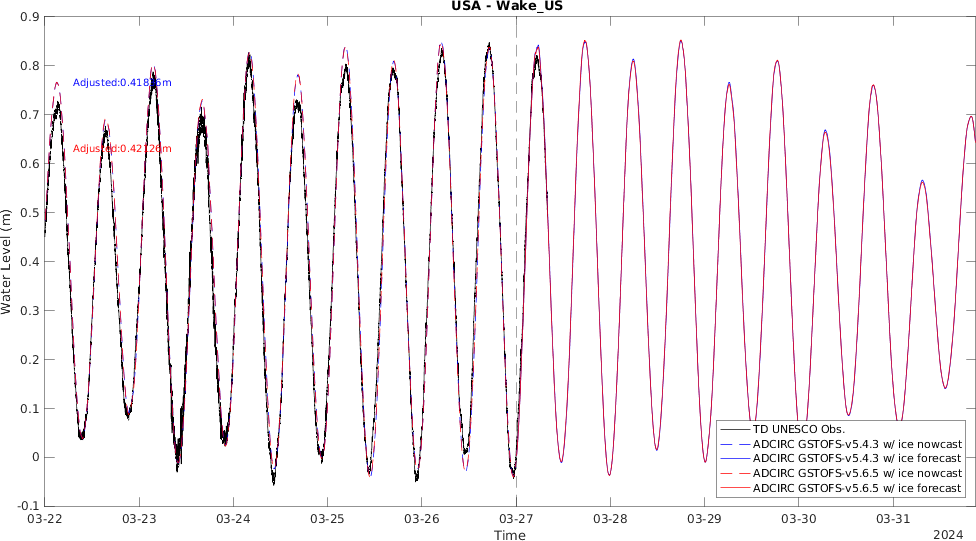 USA - Wake_US
0.9
0.8
0.7
0.6
0.5
0.4
0.3
0.2
0.1
0
-0.1
Water Level (m)
Adjusted:0.41816m
Adjusted:0.42126m
TD UNESCO Obs.
ADCIRC GSTOFS-v5.4.3 w/ ice nowcast
ADCIRC GSTOFS-v5.4.3 w/ ice forecast
ADCIRC GSTOFS-v5.6.5 w/ ice nowcast
ADCIRC GSTOFS-v5.6.5 w/ ice forecast
03-22 03-23 03-24 03-25 03-26 03-27 03-28 03-29 03-30 03-31
Time
2024